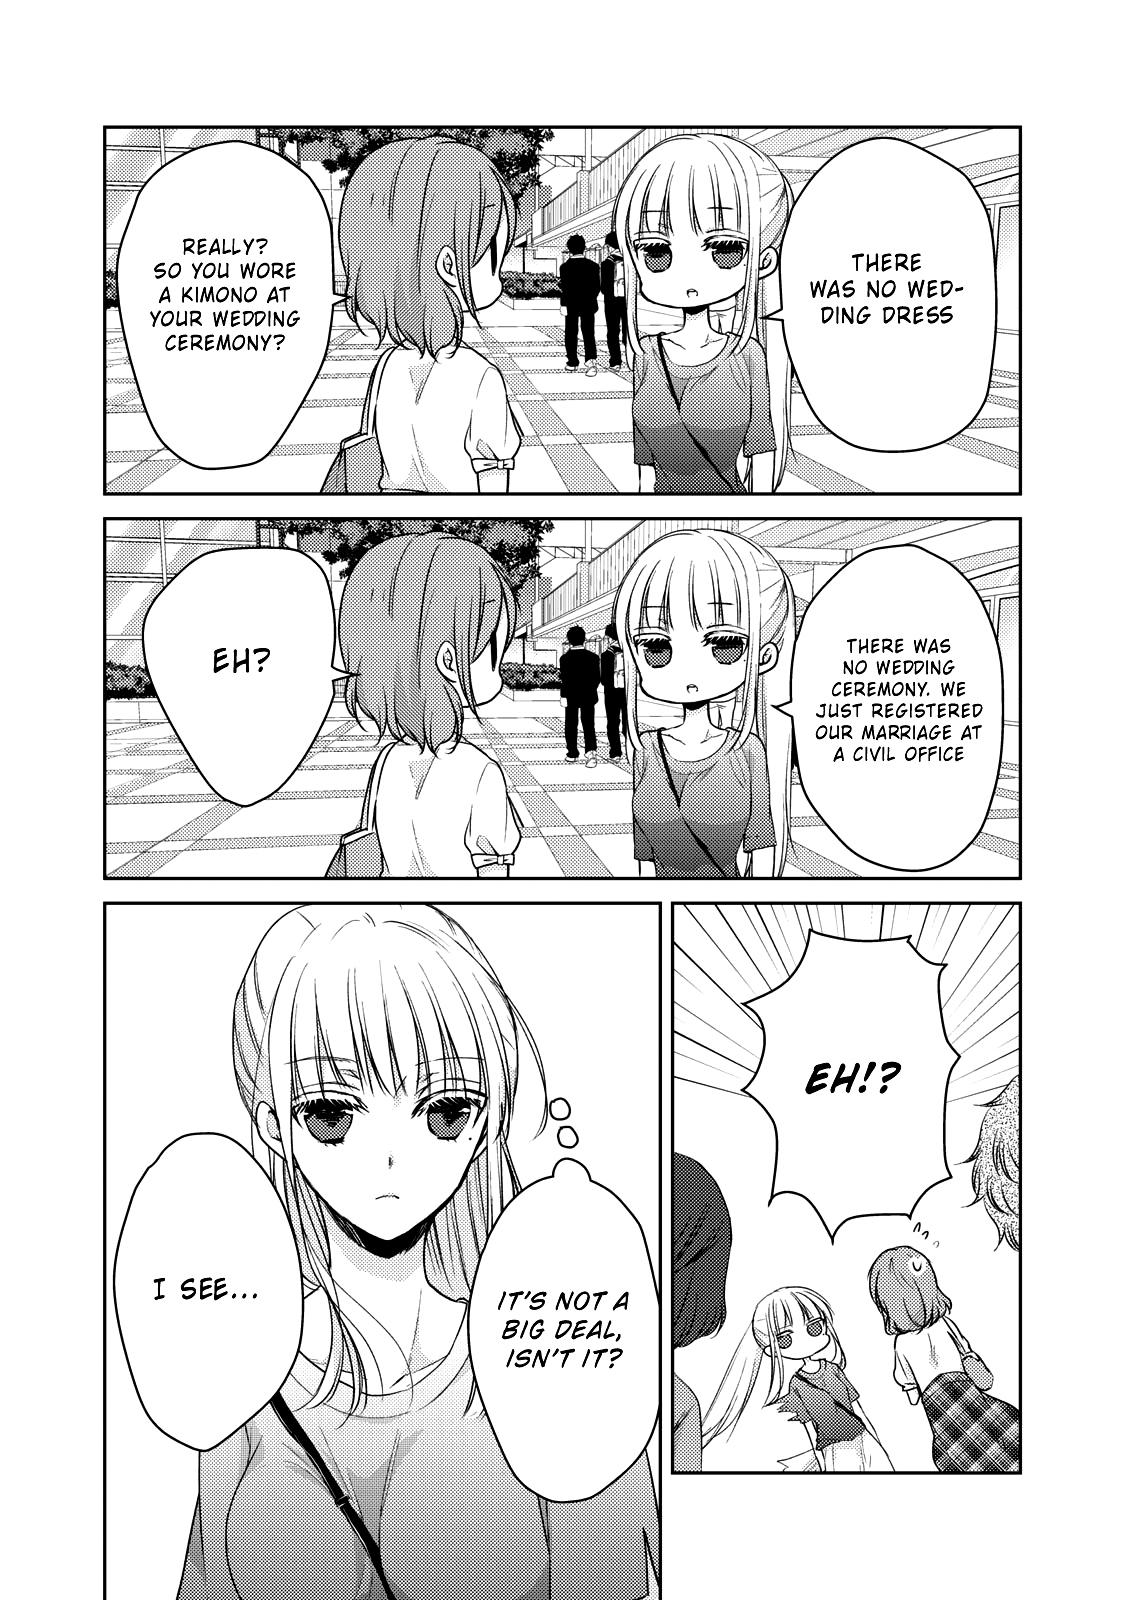 THERE
WAS NO WED-
DING DRESS
REALLY?
SO YOU WORE
A KIMONO AT
YOUR WEDDING
CEREMONY?
THERE WAS
NO WEDDING
CEREMONY. WE
JUST REGISTERED
OUR MARRIAGE AT
A CIVIL OFFICE
EH?
EH!?
IT'S NOT A
BIG DEAL,
ISN'T IT?
I SEE...